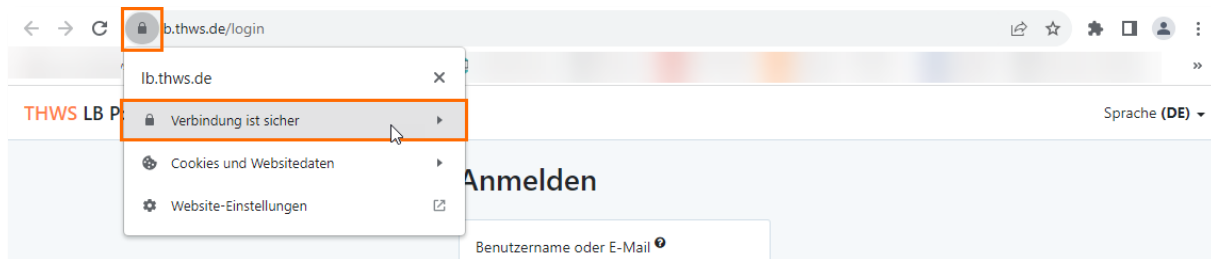 lb.thws.de/login
lb.thws.de
THWS LB P
Sprache (DE)
Verbindung ist sicher
Cookies und Websitedaten
Website-Einstellungen
Anmelden
Benutzername oder E-Mail